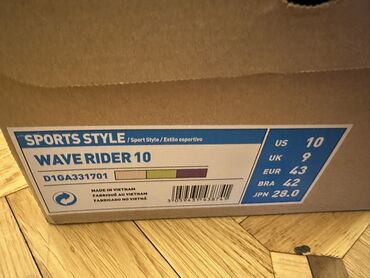 SPORTS STYLE / Sport Style / Estilo esportivo
WAVE RIDER 10
D1GA331701
MADE IN VIETNAM
FABRIQUÉ AU VIETNAM
FABRICADO NO VIETNÃ
US 10
UK 9
EUR 43
BRA 42
JPN 28.0